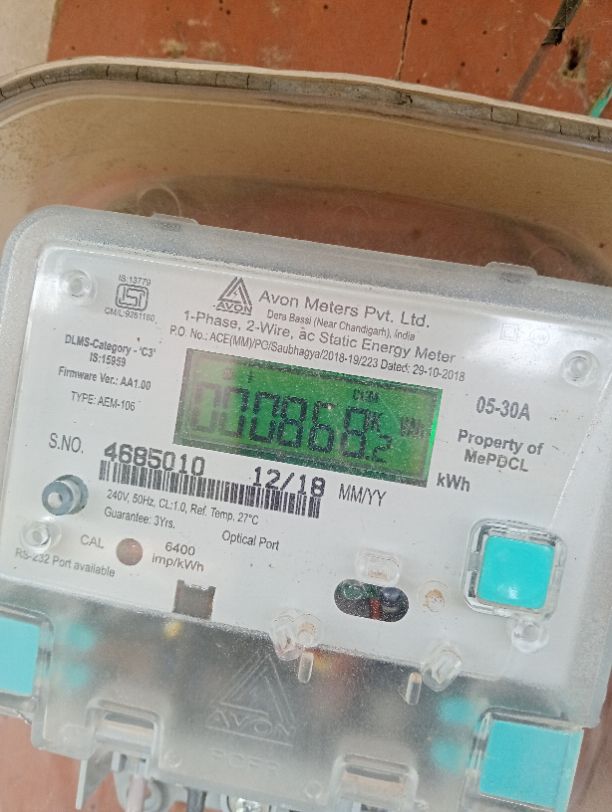 IS:13779
CM/L:9261160
AVON
Avon Meters Pvt. Ltd.
Dera Bassi (Near Chandigarh), India
1-Phase, 2-Wire, ac Static Energy Meter
P.O. No.: ACE(MM)/PO/Saubhagya/2018-19/223 Dated: 29-10-2018
DLMS-Category - 'C3'
IS:15959
Firmware Ver.: AA1.00
TYPE: AEM-106
05-30A
Property of
MePDCL
kWh
S.NO.
4685010
12/18
MM/YY
240V, 50Hz, CL:1.0, Ref. Temp. 27°C
Guarantee: 3Yrs.
Optical Port
CAL
6400
imp/kWh
RS-232 Port available
AVON